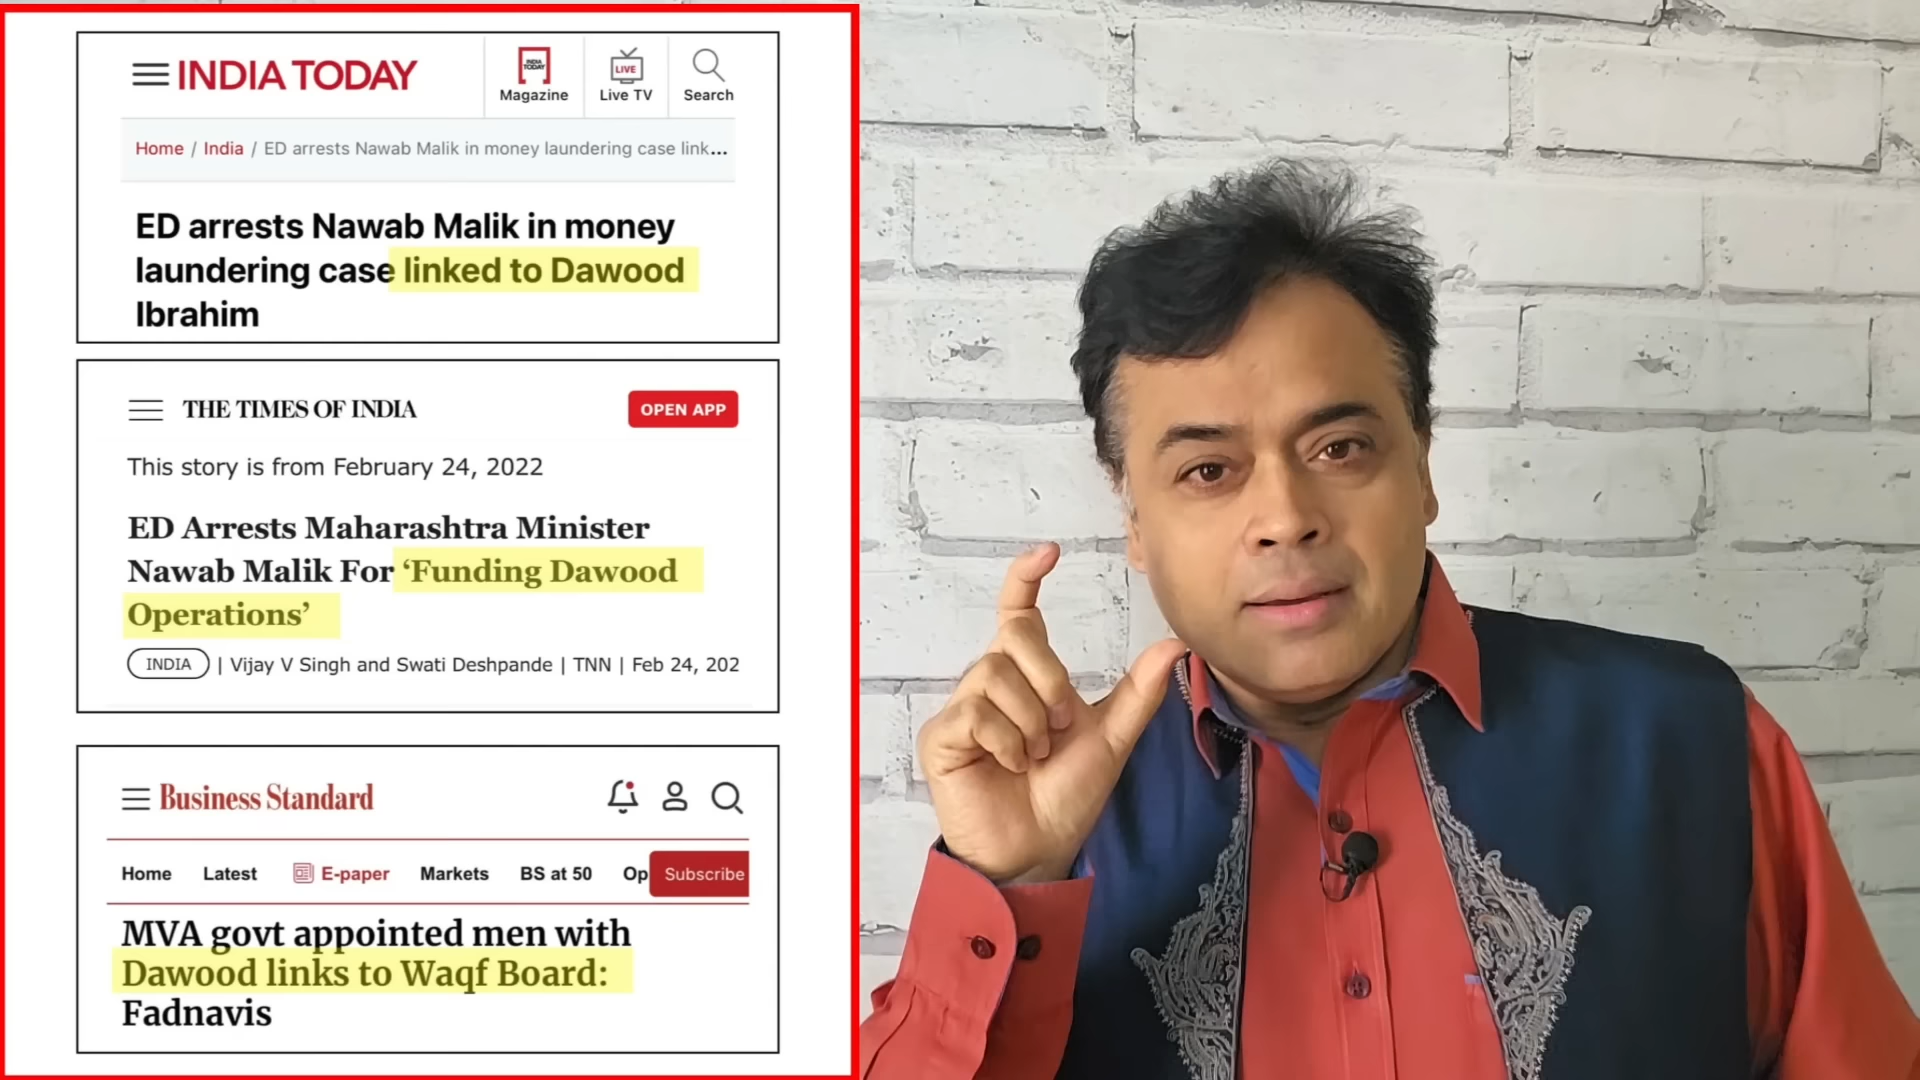 INDIA TODAY
INDIA TODAY
Magazine
LIVE
Live TV
Search
Home / India / ED arrests Nawab Malik in money laundering case link...
ED arrests Nawab Malik in money
laundering case linked to Dawood
Ibrahim
THE TIMES OF INDIA
OPEN APP
This story is from February 24, 2022
ED Arrests Maharashtra Minister
Nawab Malik For ‘Funding Dawood
Operations’
INDIA | Vijay V Singh and Swati Deshpande | TNN | Feb 24, 202
Business Standard
Home Latest E-paper Markets BS at 50 Op Subscribe
MVA govt appointed men with
Dawood links to Waqf Board:
Fadnavis